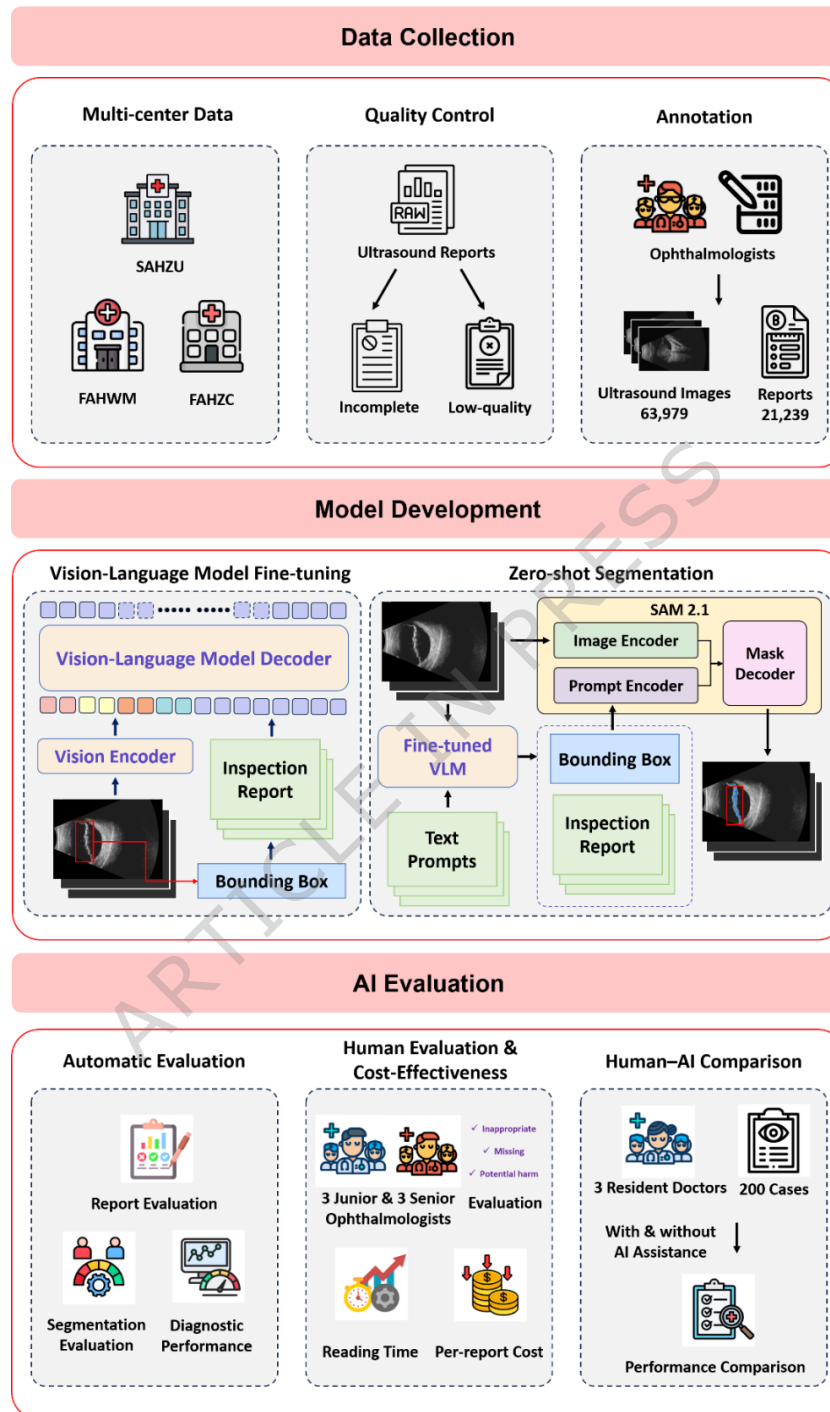 Data Collection
Multi-center Data
SAHZU
FAHWM
FAHZC
Quality Control
RAW
Ultrasound Reports
Incomplete
Low-quality
Annotation
Ophthalmologists
Ultrasound Images
63,979
Reports
21,239
Model Development
Vision-Language Model Fine-tuning
Vision-Language Model Decoder
Vision Encoder
Inspection
Report
Bounding Box
Zero-shot Segmentation
SAM 2.1
Image Encoder
Prompt Encoder
Mask
Decoder
Fine-tuned
VLM
Bounding Box
Text
Prompts
Inspection
Report
AI Evaluation
Automatic Evaluation
Report Evaluation
Segmentation
Evaluation
Diagnostic
Performance
Human Evaluation &
Cost-Effectiveness
✓ Inappropriate
✓ Missing
✓ Potential harm
3 Junior & 3 Senior
Ophthalmologists
Evaluation
Reading Time
Per-report Cost
Human–AI Comparison
3 Resident Doctors
200 Cases
With & without
AI Assistance
Performance Comparison
ARTICLE IN PRESS